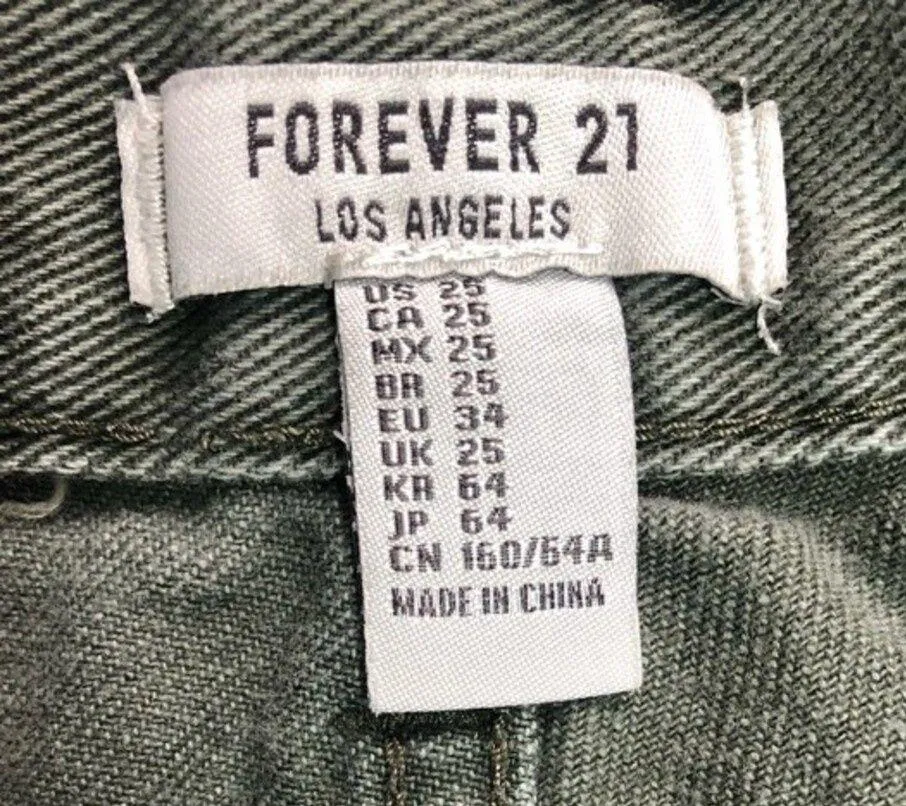 FOREVER 21
LOS ANGELES
US 25
CA 25
MX 25
BR 25
EU 34
UK 25
KR 64
JP 64
CN 160/64A
MADE IN CHINA